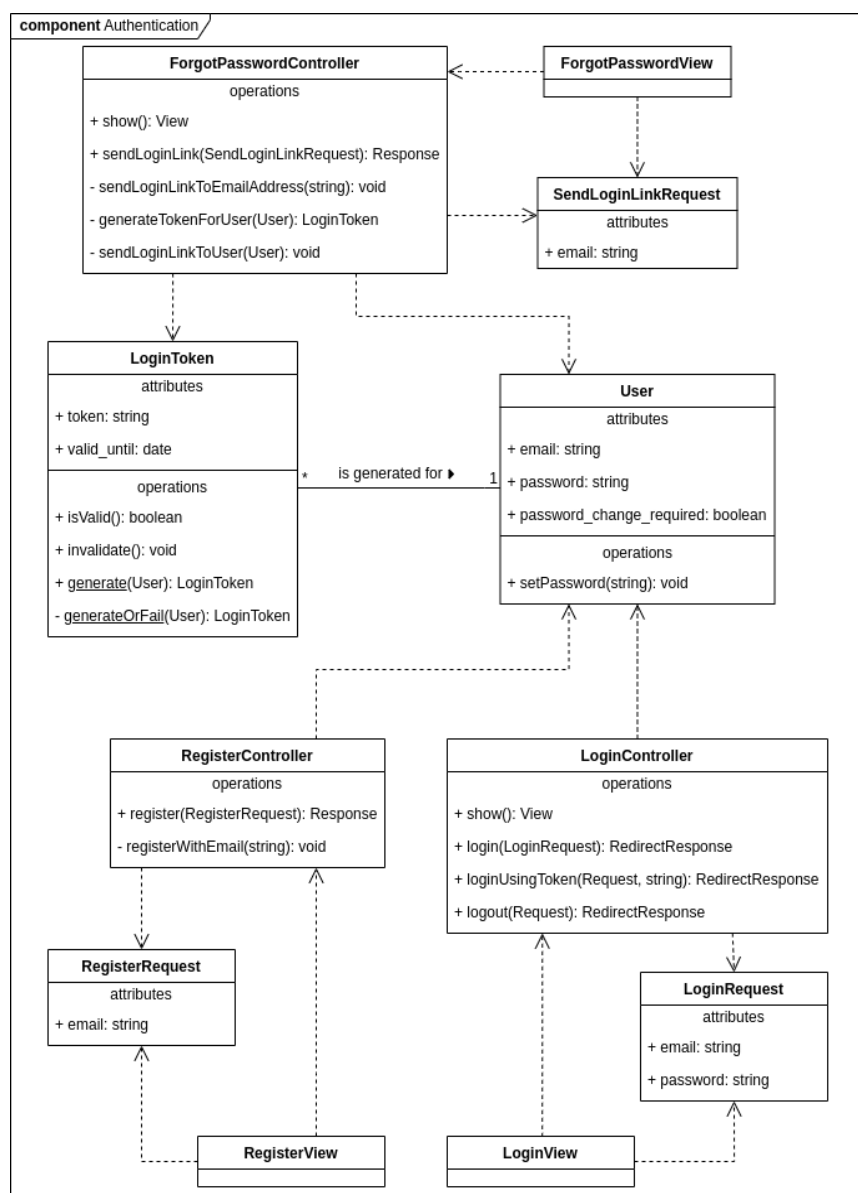 component Authentication
ForgotPasswordController
operations
+ show(): View
+ sendLoginLink(SendLoginLinkRequest): Response
- sendLoginLinkToEmailAddress(string): void
- generateTokenForUser(User): LoginToken
- sendLoginLinkToUser(User): void
ForgotPasswordView
SendLoginLinkRequest
attributes
+ email: string
LoginToken
attributes
+ token: string
+ valid_until: date
operations
+ isValid(): boolean
+ invalidate(): void
+ generate(User): LoginToken
- generateOrFail(User): LoginToken
* is generated for 1
User
attributes
+ email: string
+ password: string
+ password_change_required: boolean
operations
+ setPassword(string): void
RegisterController
operations
+ register(RegisterRequest): Response
- registerWithEmail(string): void
LoginController
operations
+ show(): View
+ login(LoginRequest): RedirectResponse
+ loginUsingToken(Request, string): RedirectResponse
+ logout(Request): RedirectResponse
RegisterRequest
attributes
+ email: string
LoginRequest
attributes
+ email: string
+ password: string
RegisterView
LoginView